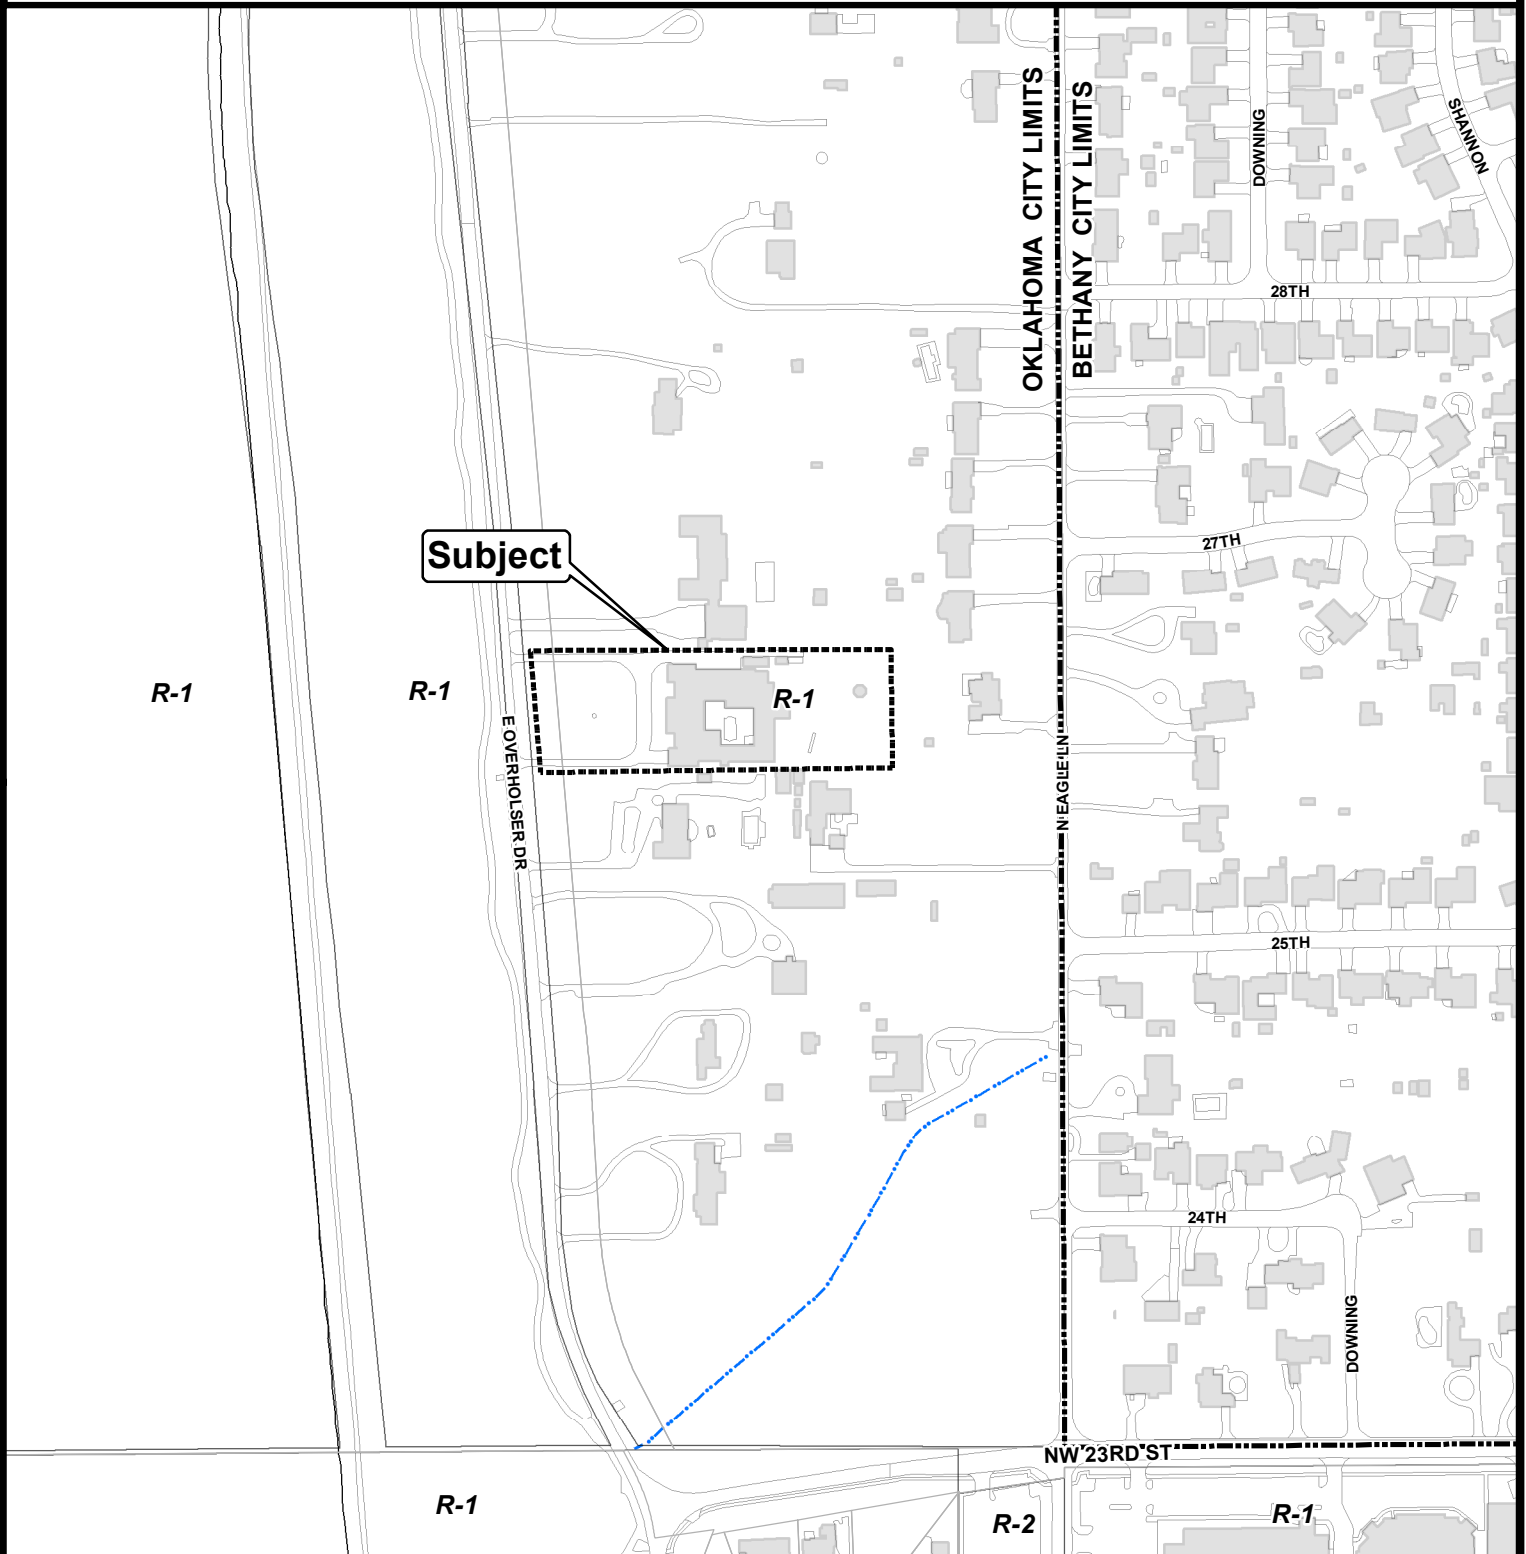 OKLAHOMA CITY LIMITS
BETHANY CITY LIMITS
DOWNING
SHANNON
28TH
27TH
Subject
R-1
R-1
R-1
E OVERHOLSER DR
N EAGLE LN
25TH
24TH
DOWNING
NW 23RD ST
R-1
R-2
R-1